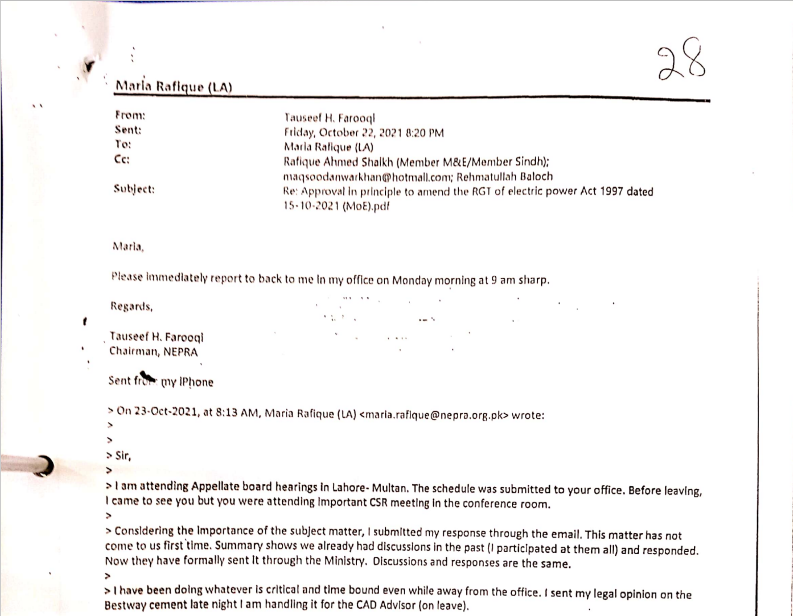 28
Maria Rafique (LA)
From: Tauseef H. Farooqi
Sent: Friday, October 22, 2021 8:20 PM
To: Maria Rafique (LA)
Cc: Rafique Ahmed Shaikh (Member M&E/Member Sindh);
maqsoodanwarkhan@hotmail.com; Rehmatullah Baloch
Subject: Re: Approval in principle to amend the RGT of electric power Act 1997 dated
15-10-2021 (MoE).pdf
Maria,
Please immediately report to back to me in my office on Monday morning at 9 am sharp.
Regards,
Tauseef H. Farooqi
Chairman, NEPRA
Sent from my iPhone
> On 23-Oct-2021, at 8:13 AM, Maria Rafique (LA) <maria.rafique@nepra.org.pk> wrote:
>
>
> Sir,
>
> I am attending Appellate board hearings in Lahore- Multan. The schedule was submitted to your office. Before leaving,
I came to see you but you were attending important CSR meeting in the conference room.
>
> Considering the importance of the subject matter, I submitted my response through the email. This matter has not
come to us first time. Summary shows we already had discussions in the past (I participated at them all) and responded.
Now they have formally sent it through the Ministry. Discussions and responses are the same.
>
> I have been doing whatever is critical and time bound even while away from the office. I sent my legal opinion on the
Bestway cement late night I am handling it for the CAD Advisor (on leave).